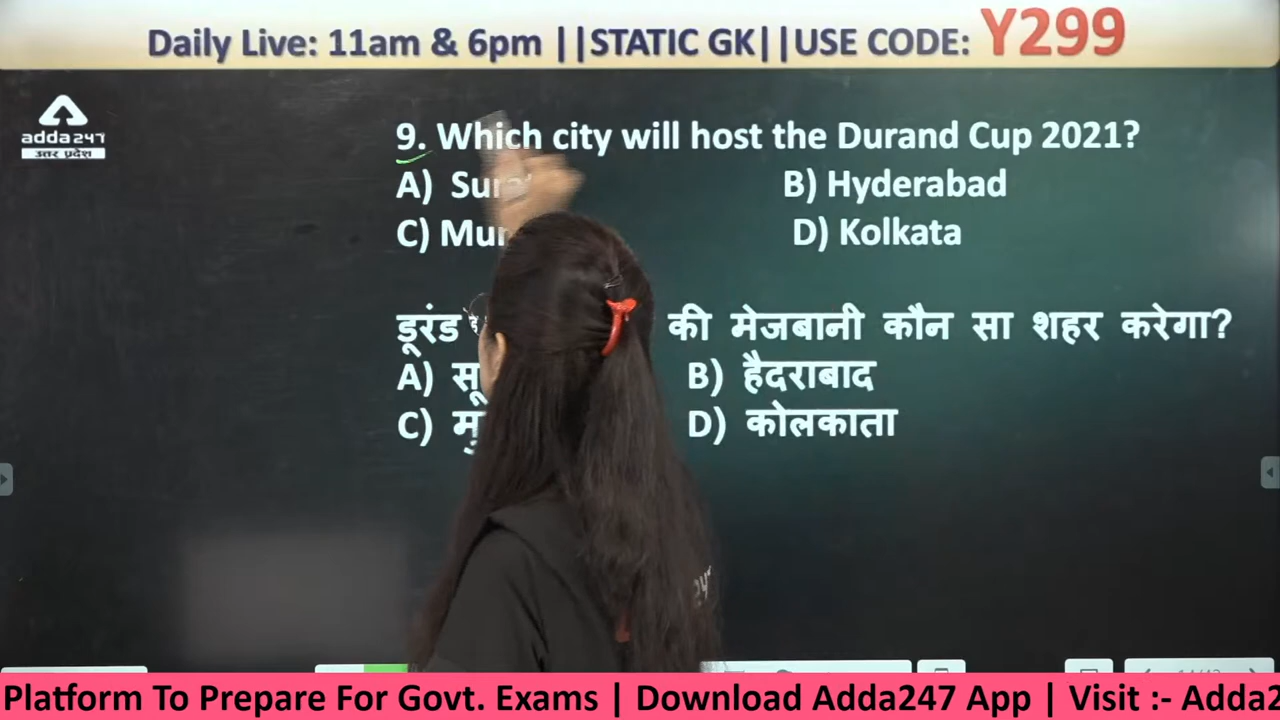 Daily Live: 11am & 6pm ||STATIC GK||USE CODE: Y299
adda247
उत्तर प्रदेश
9. Which city will host the Durand Cup 2021?
A) B) Hyderabad
C) D) Kolkata
डूरंड की मेजबानी कौन सा शहर करेगा?
A) B) हैदराबाद
C) D) कोलकाता
Platform To Prepare For Govt. Exams | Download Adda247 App | Visit :-